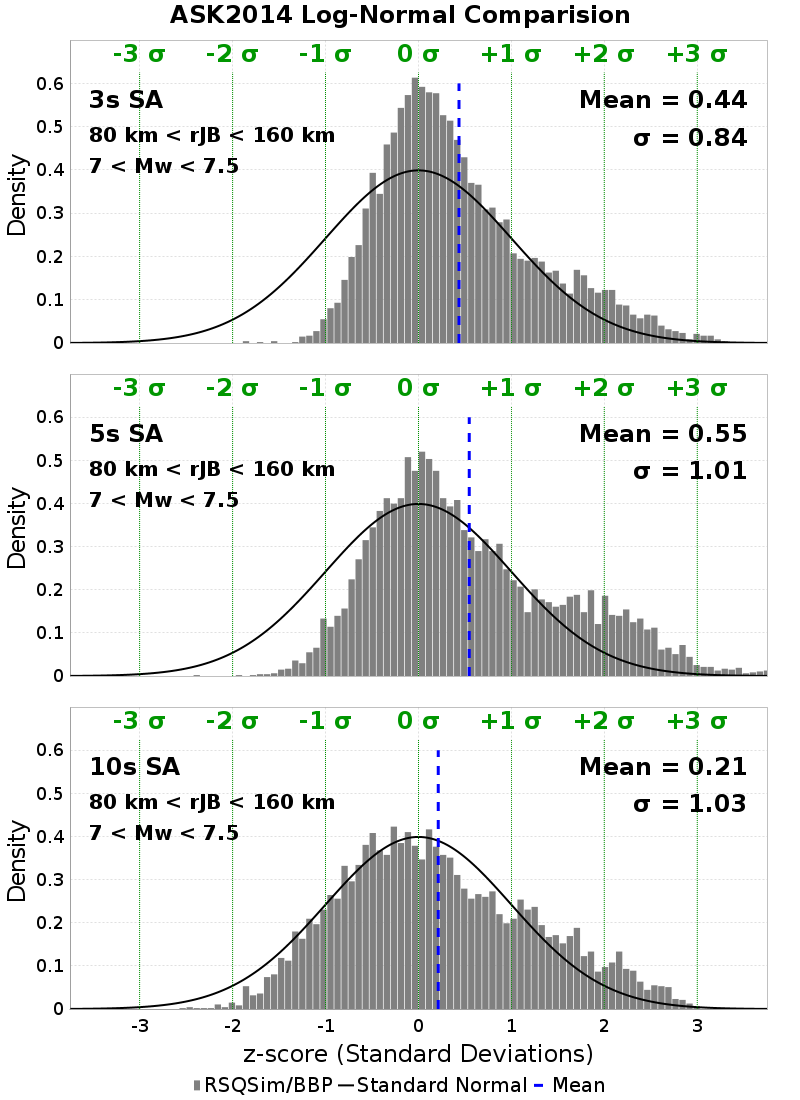 ASK2014 Log-Normal Comparision
-3 σ -2 σ -1 σ 0 σ +1 σ +2 σ +3 σ
3s SA
80 km < rJB < 160 km
7 < Mw < 7.5
Mean = 0.44
σ = 0.84
Density
0.6
0.5
0.4
0.3
0.2
0.1
0
-3 σ -2 σ -1 σ 0 σ +1 σ +2 σ +3 σ
5s SA
80 km < rJB < 160 km
7 < Mw < 7.5
Mean = 0.55
σ = 1.01
Density
0.6
0.5
0.4
0.3
0.2
0.1
0
-3 σ -2 σ -1 σ 0 σ +1 σ +2 σ +3 σ
10s SA
80 km < rJB < 160 km
7 < Mw < 7.5
Mean = 0.21
σ = 1.03
Density
0.6
0.5
0.4
0.3
0.2
0.1
0
-3 -2 -1 0 1 2 3
z-score (Standard Deviations)
RSQSim/BBP Standard Normal Mean